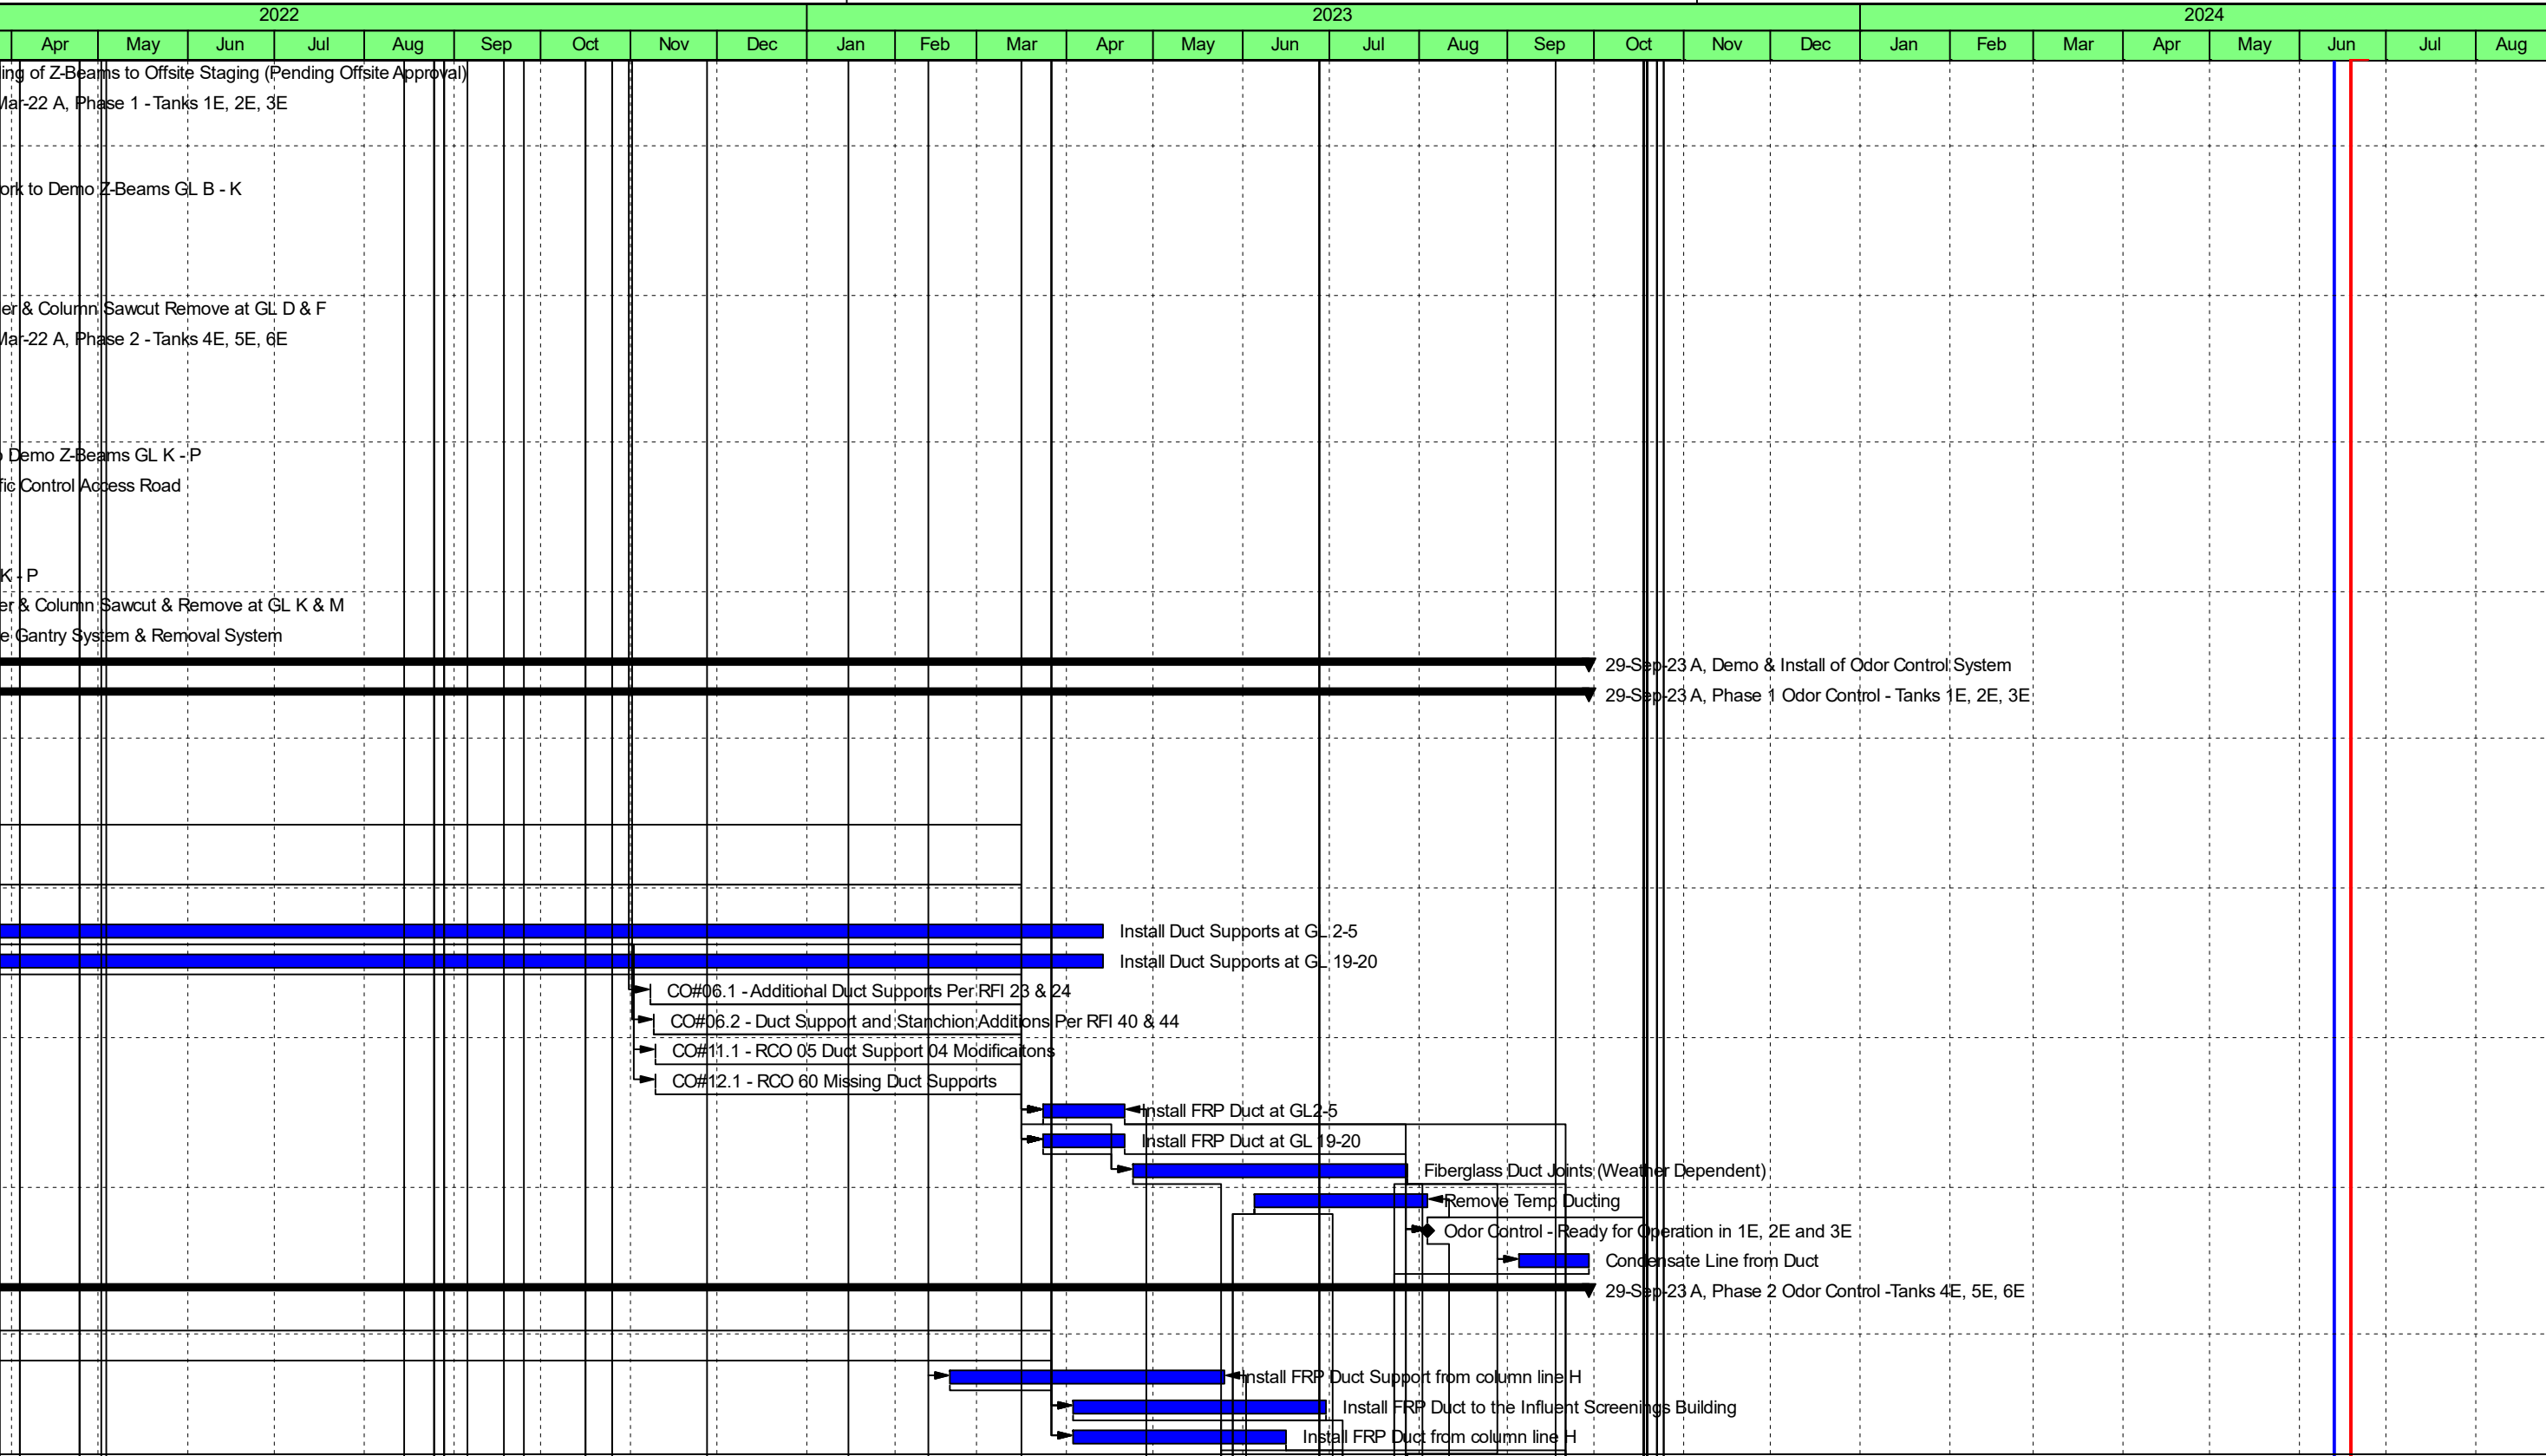 2022 2023 2024
Apr May Jun Jul Aug Sep Oct Nov Dec Jan Feb Mar Apr May Jun Jul Aug Sep Oct Nov Dec Jan Feb Mar Apr May Jun Jul Aug
ing of Z-Beams to Offsite Staging (Pending Offsite Approval)
Mar-22 A, Phase 1 - Tanks 1E, 2E, 3E
ork to Demo Z-Beams GL B - K
er & Column Sawcut Remove at GL D & F
Mar-22 A, Phase 2 - Tanks 4E, 5E, 6E
o Demo Z-Beams GL K - P
fic Control Access Road
K - P
er & Column Sawcut & Remove at GL K & M
e Gantry System & Removal System
29-Sep-23 A, Demo & Install of Odor Control System
29-Sep-23 A, Phase 1 Odor Control - Tanks 1E, 2E, 3E
Install Duct Supports at GL 2-5
Install Duct Supports at GL 19-20
CO#06.1 - Additional Duct Supports Per RFI 23 & 24
CO#06.2 - Duct Support and Stanchion Additions Per RFI 40 & 44
CO#11.1 - RCO 05 Duct Support 04 Modificaitons
CO#12.1 - RCO 60 Missing Duct Supports
Install FRP Duct at GL2-5
Install FRP Duct at GL 19-20
Fiberglass Duct Joints (Weather Dependent)
Remove Temp Ducting
Odor Control - Ready for Operation in 1E, 2E and 3E
Condensate Line from Duct
29-Sep-23 A, Phase 2 Odor Control -Tanks 4E, 5E, 6E
Install FRP Duct Support from column line H
Install FRP Duct to the Influent Screenings Building
Install FRP Duct from column line H